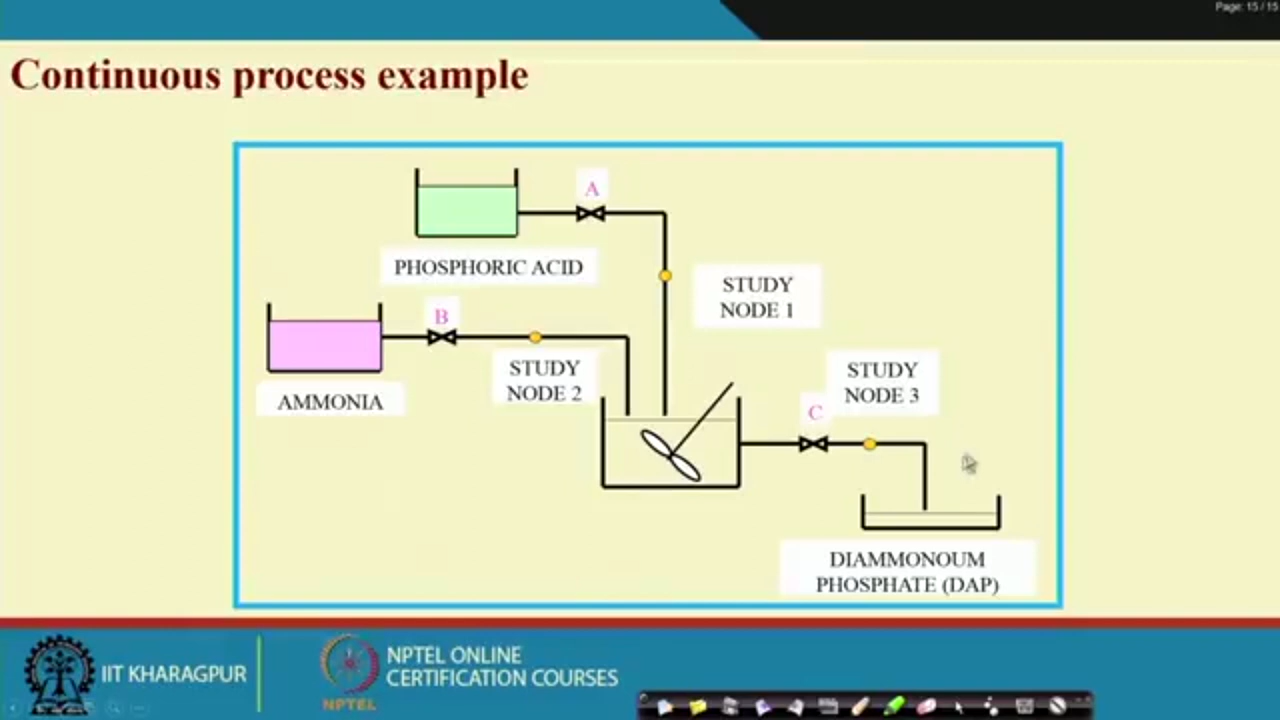 Page: 15 / 15
Continuous process example
A
PHOSPHORIC ACID
STUDY
NODE 1
B
STUDY
NODE 2
AMMONIA
STUDY
NODE 3
C
DIAMMONOUM
PHOSPHATE (DAP)
IIT KHARAGPUR
NPTEL ONLINE
CERTIFICATION COURSES
NPTEL